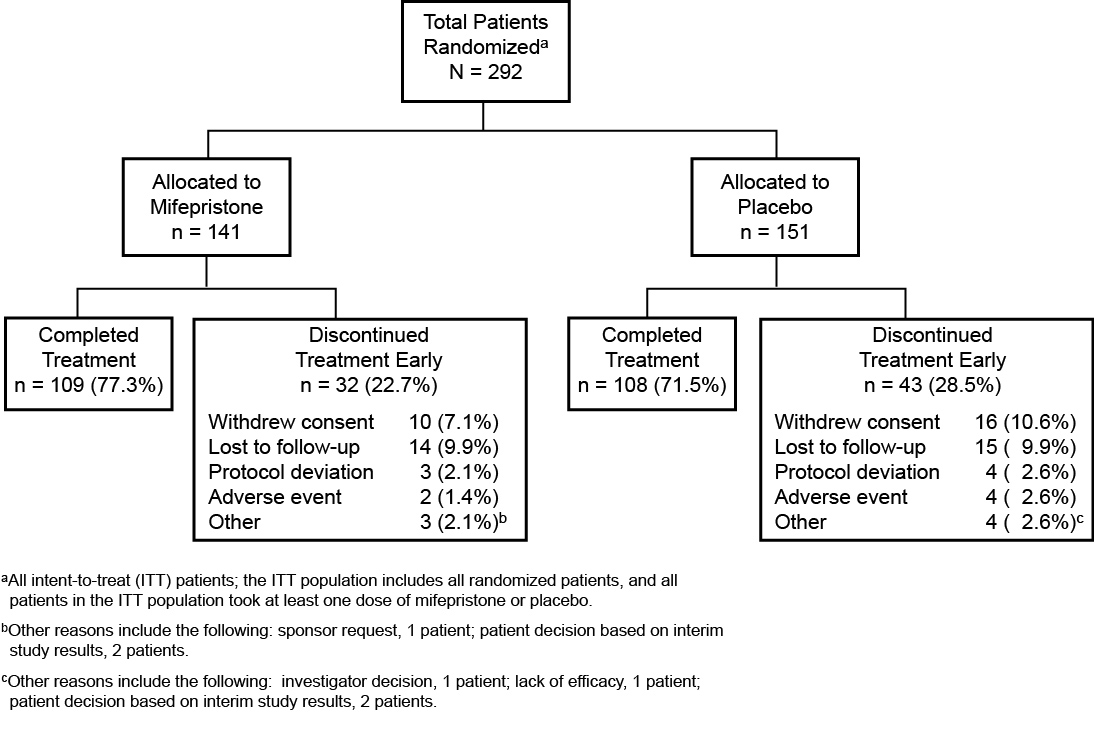 Total Patients
Randomizedᵃ
N = 292
Allocated to
Mifepristone
n = 141
Allocated to
Placebo
n = 151
Completed
Treatment
n = 109 (77.3%)
Discontinued
Treatment Early
n = 32 (22.7%)
Withdrew consent 10 (7.1%)
Lost to follow-up 14 (9.9%)
Protocol deviation 3 (2.1%)
Adverse event 2 (1.4%)
Other 3 (2.1%)ᵇ
Completed
Treatment
n = 108 (71.5%)
Discontinued
Treatment Early
n = 43 (28.5%)
Withdrew consent 16 (10.6%)
Lost to follow-up 15 ( 9.9%)
Protocol deviation 4 ( 2.6%)
Adverse event 4 ( 2.6%)
Other 4 ( 2.6%)ᶜ
ᵃAll intent-to-treat (ITT) patients; the ITT population includes all randomized patients, and all
patients in the ITT population took at least one dose of mifepristone or placebo.
ᵇOther reasons include the following: sponsor request, 1 patient; patient decision based on interim
study results, 2 patients.
ᶜOther reasons include the following: investigator decision, 1 patient; lack of efficacy, 1 patient;
patient decision based on interim study results, 2 patients.